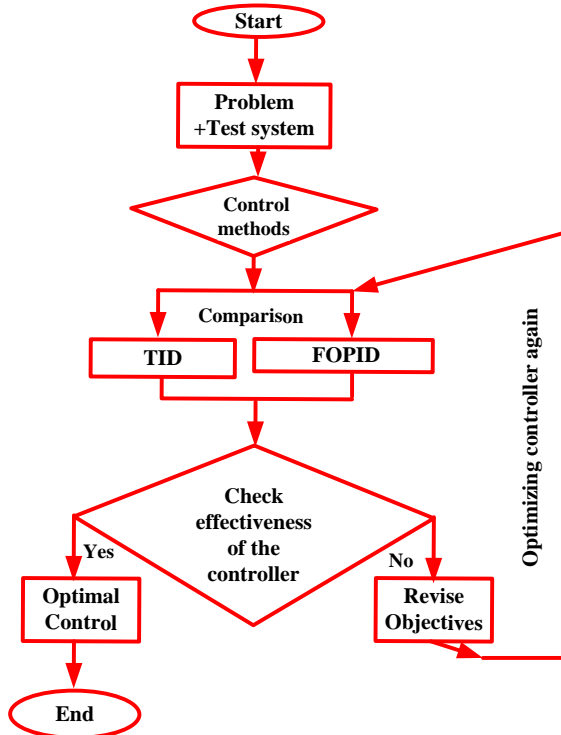 Start
Problem
+Test system
Control
methods
Comparison
TID
FOPID
Optimizing controller again
Check
effectiveness
of the
controller
Yes
No
Optimal
Control
Revise
Objectives
End